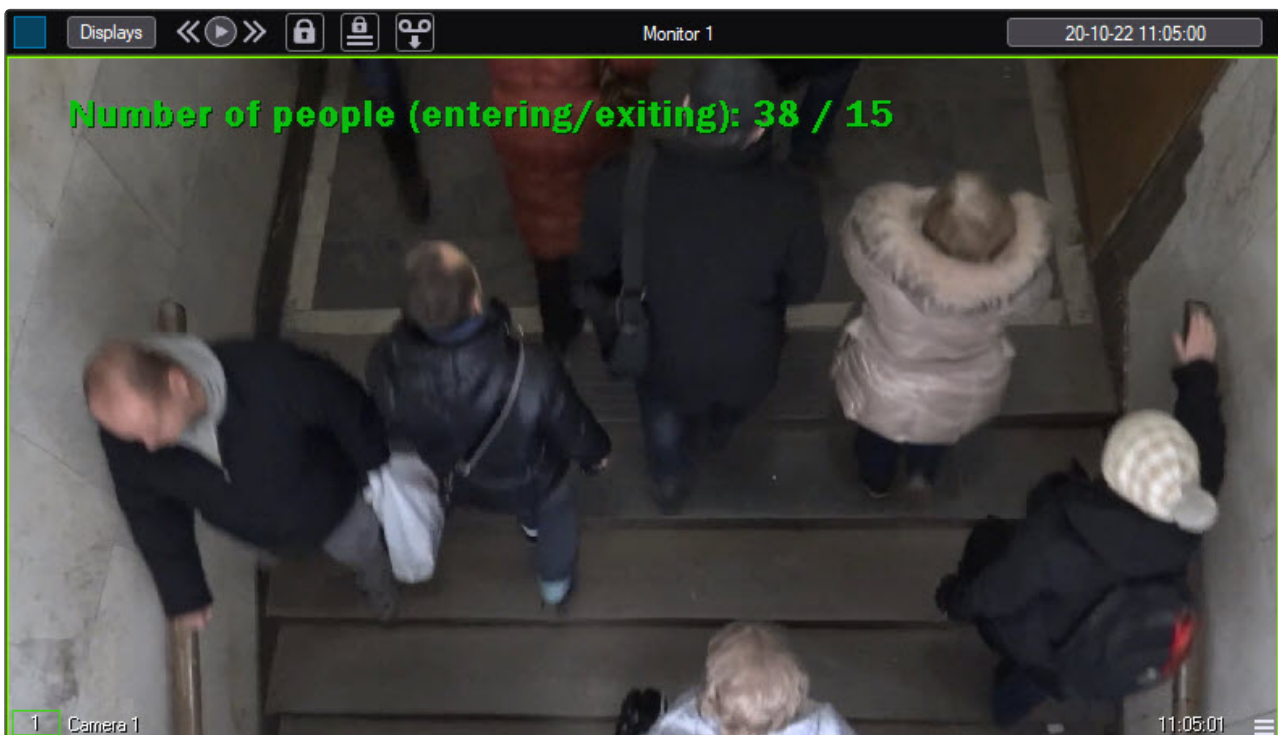 Displays
Monitor 1
20-10-22 11:05:00
Number of people (entering/exiting): 38 / 15
1 Camera 1
11:05:01